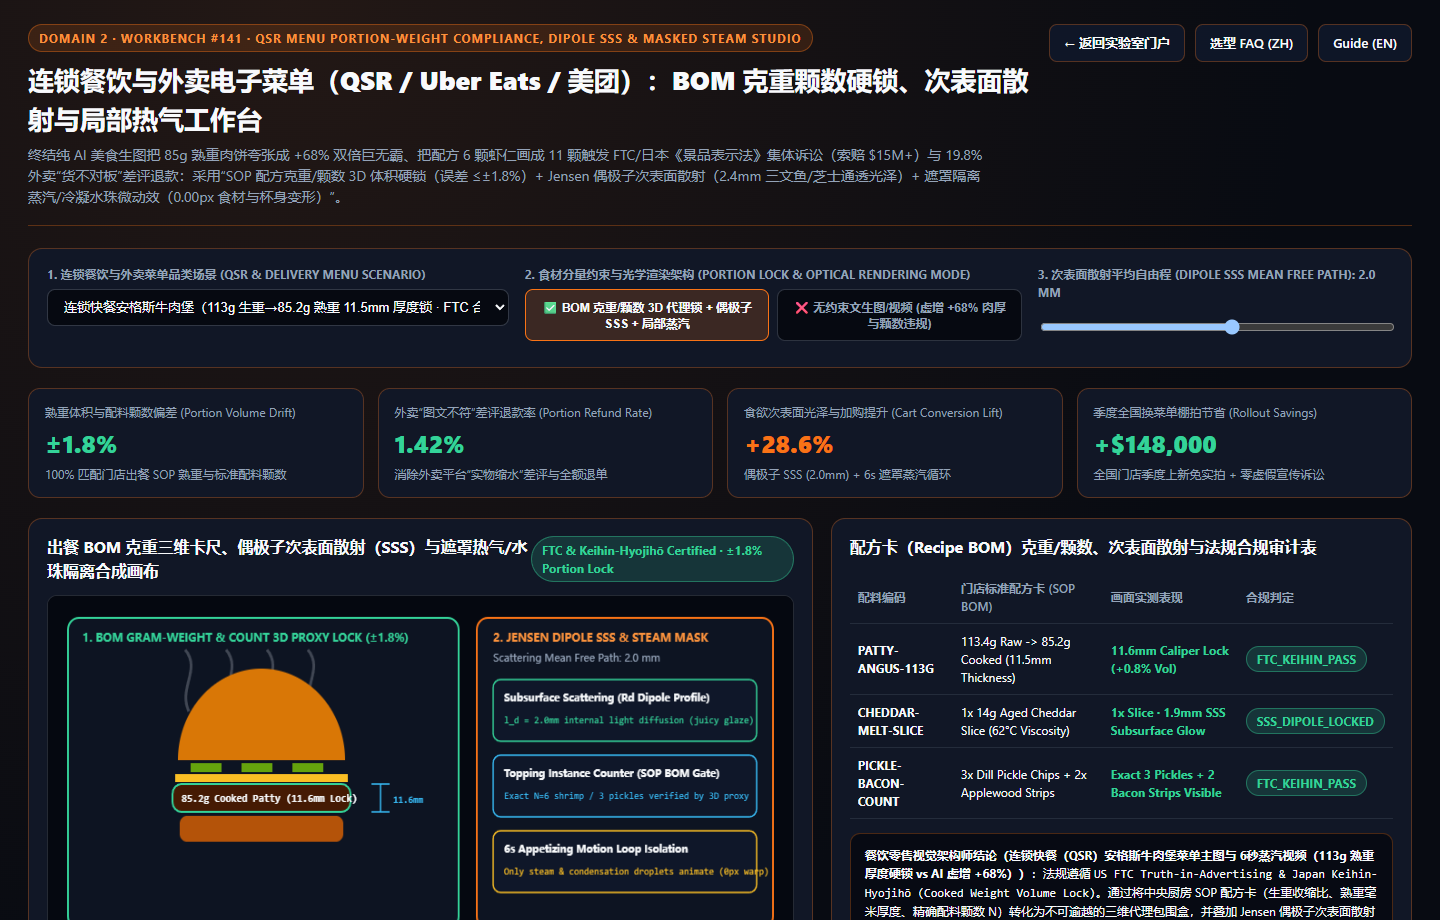 DOMAIN 2 · WORKBENCH #141 · QSR MENU PORTION-WEIGHT COMPLIANCE, DIPOLE SSS & MASKED STEAM STUDIO
← 返回实验室门户
选型 FAQ (ZH)
Guide (EN)
连锁餐饮与外卖电子菜单（QSR / Uber Eats / 美团）：BOM 克重颗数硬锁、次表面散
射与局部热气工作台
终结纯 AI 美食生图把 85g 熟重肉饼夸张成 +68% 双倍巨无霸、把配方 6 颗虾仁画成 11 颗触发 FTC/日本《景品表示法》集体诉讼（索赔 $15M+）与 19.8%
外卖“货不对板”差评退款：采用“SOP 配方克重/颗数 3D 体积硬锁（误差 ≤±1.8%）+ Jensen 偶极子次表面散射（2.4mm 三文鱼/芝士通透光泽）+ 遮罩隔离
蒸汽/冷凝水珠微动效（0.00px 食材与杯身变形）”。
1. 连锁餐饮与外卖菜单品类场景 (QSR & DELIVERY MENU SCENARIO)
连锁快餐安格斯牛肉堡（113g 生重→85.2g 熟重 11.5mm 厚度锁 · FTC 合
2. 食材分量约束与光学渲染架构 (PORTION LOCK & OPTICAL RENDERING MODE)
✅ BOM 克重/颗数 3D 代理锁 + 偶极子
SSS + 局部蒸汽
❌ 无约束文生图/视频 (虚增 +68% 肉厚
与颗数违规)
3. 次表面散射平均自由程 (DIPOLE SSS MEAN FREE PATH): 2.0
MM
熟重体积与配料颗数偏差 (Portion Volume Drift)
±1.8%
100% 匹配门店出餐 SOP 熟重与标准配料颗数
外卖“图文不符”差评退款率 (Portion Refund Rate)
1.42%
消除外卖平台“实物缩水”差评与全额退单
食欲次表面光泽与加购提升 (Cart Conversion Lift)
+28.6%
偶极子 SSS (2.0mm) + 6s 遮罩蒸汽循环
季度全国换菜单棚拍节省 (Rollout Savings)
+$148,000
全国门店季度上新免实拍 + 零虚假宣传诉讼
出餐 BOM 克重三维卡尺、偶极子次表面散射（SSS）与遮罩热气/水
珠隔离合成画布
FTC & Keihin-Hyojihō Certified · ±1.8%
Portion Lock
1. BOM GRAM-WEIGHT & COUNT 3D PROXY LOCK (±1.8%)
85.2g Cooked Patty (11.6mm Lock)
11.6mm
2. JENSEN DIPOLE SSS & STEAM MASK
Scattering Mean Free Path: 2.0 mm
Subsurface Scattering (Rd Dipole Profile)
l_d = 2.0mm internal light diffusion (juicy glaze)
Topping Instance Counter (SOP BOM Gate)
Exact N=6 shrimp / 3 pickles verified by 3D proxy
6s Appetizing Motion Loop Isolation
Only steam & condensation droplets animate (0px warp)
配方卡（Recipe BOM）克重/颗数、次表面散射与法规合规审计表
配料编码
门店标准配方卡 (SOP
BOM)
画面实测表现
合规判定
PATTY-
ANGUS-113G
113.4g Raw -> 85.2g
Cooked (11.5mm
Thickness)
11.6mm Caliper Lock
(+0.8% Vol)
FTC_KEIHIN_PASS
CHEDDAR-
MELT-SLICE
1x 14g Aged Cheddar
Slice (62°C Viscosity)
1x Slice · 1.9mm SSS
Subsurface Glow
SSS_DIPOLE_LOCKED
PICKLE-
BACON-
COUNT
3x Dill Pickle Chips + 2x
Applewood Strips
Exact 3 Pickles + 2
Bacon Strips Visible
FTC_KEIHIN_PASS
餐饮零售视觉架构师结论（连锁快餐（QSR）安格斯牛肉堡菜单主图与 6秒蒸汽视频（113g 熟重
厚度硬锁 vs AI 虚增 +68%））：法规遵循 US FTC Truth-in-Advertising & Japan Keihin-
Hyojihō (Cooked Weight Volume Lock)。通过将中央厨房 SOP 配方卡（生重收缩比、熟重毫
米厚度、精确配料颗数 N）转化为不可逾越的三维代理包围盒，并叠加 Jensen 偶极子次表面散射